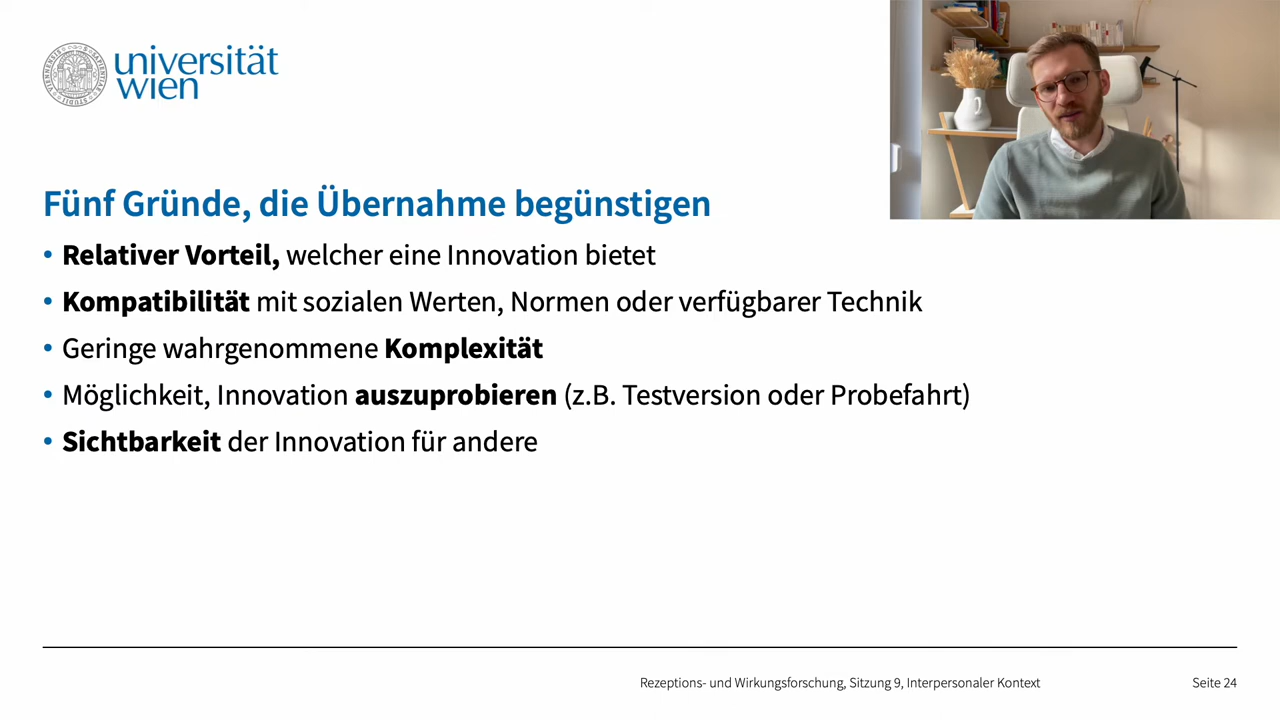 universität
wien
Fünf Gründe, die Übernahme begünstigen
• Relativer Vorteil, welcher eine Innovation bietet
• Kompatibilität mit sozialen Werten, Normen oder verfügbarer Technik
• Geringe wahrgenommene Komplexität
• Möglichkeit, Innovation auszuprobieren (z.B. Testversion oder Probefahrt)
• Sichtbarkeit der Innovation für andere
Rezeptions- und Wirkungsforschung, Sitzung 9, Interpersonaler Kontext
Seite 24